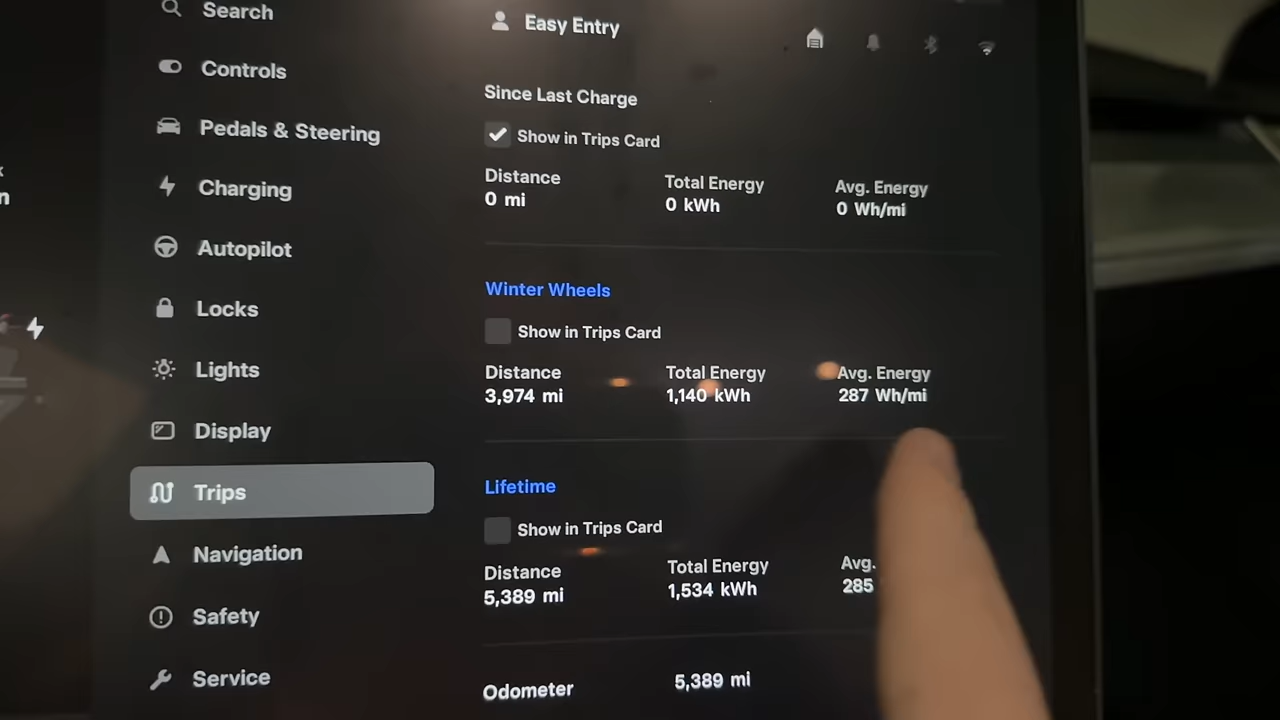 Search
Controls
Pedals & Steering
Charging
Autopilot
Locks
Lights
Display
Trips
Navigation
Safety
Service
Easy Entry
Since Last Charge
Show in Trips Card
Distance
0 mi
Total Energy
0 kWh
Avg. Energy
0 Wh/mi
Winter Wheels
Show in Trips Card
Distance
3,974 mi
Total Energy
1,140 kWh
Avg. Energy
287 Wh/mi
Lifetime
Show in Trips Card
Distance
5,389 mi
Total Energy
1,534 kWh
Avg.
285
Odometer
5,389 mi